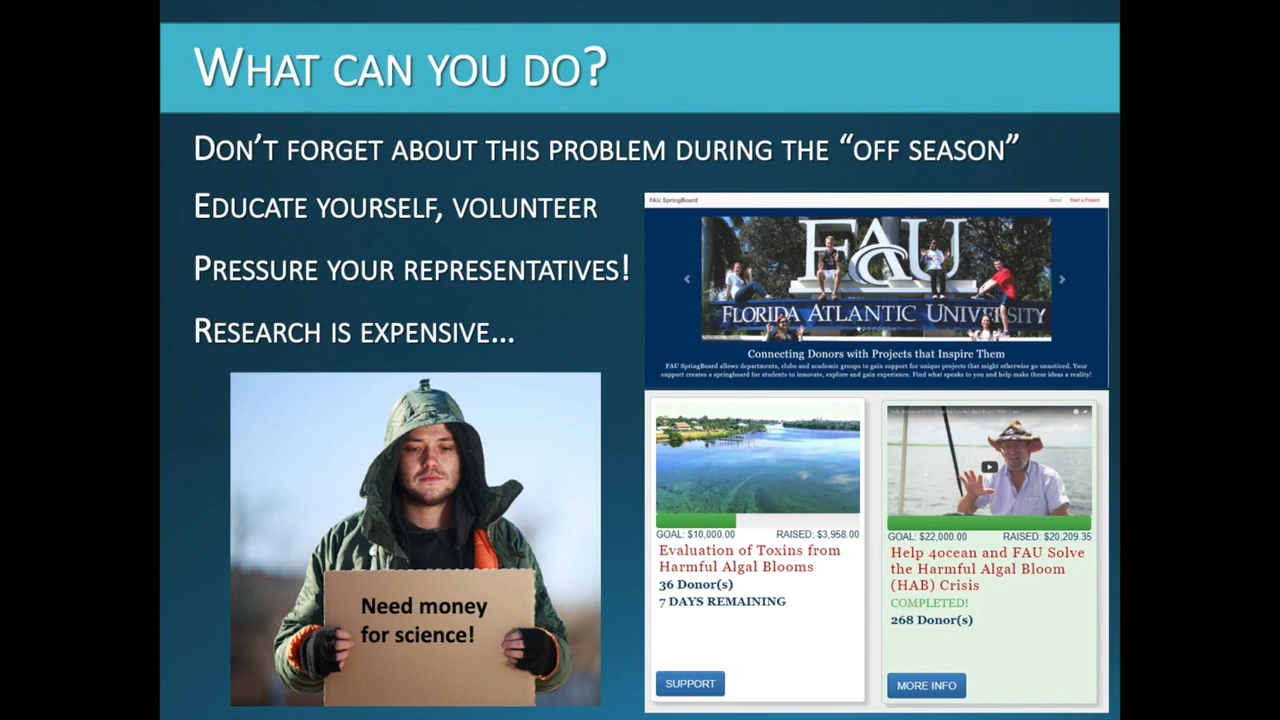 WHAT CAN YOU DO?
DON'T FORGET ABOUT THIS PROBLEM DURING THE “OFF SEASON”
EDUCATE YOURSELF, VOLUNTEER
PRESSURE YOUR REPRESENTATIVES!
RESEARCH IS EXPENSIVE…
Need money
for science!
FAU SpringBoard
About
Start a Project
FAU
FLORIDA ATLANTIC UNIVERSITY
Connecting Donors with Projects that Inspire Them
FAU SpringBoard allows departments, clubs and academic groups to gain support for unique projects that might otherwise go unnoticed. Your
support creates a springboard for students to innovate, explore and gain experience. Find what speaks to you and help make these ideas a reality!
GOAL: $10,000.00
RAISED: $3,958.00
Evaluation of Toxins from
Harmful Algal Blooms
36 Donor(s)
7 DAYS REMAINING
SUPPORT
GOAL: $22,000.00
RAISED: $20,209.35
Help 4ocean and FAU Solve
the Harmful Algal Bloom
(HAB) Crisis
COMPLETED!
268 Donor(s)
MORE INFO